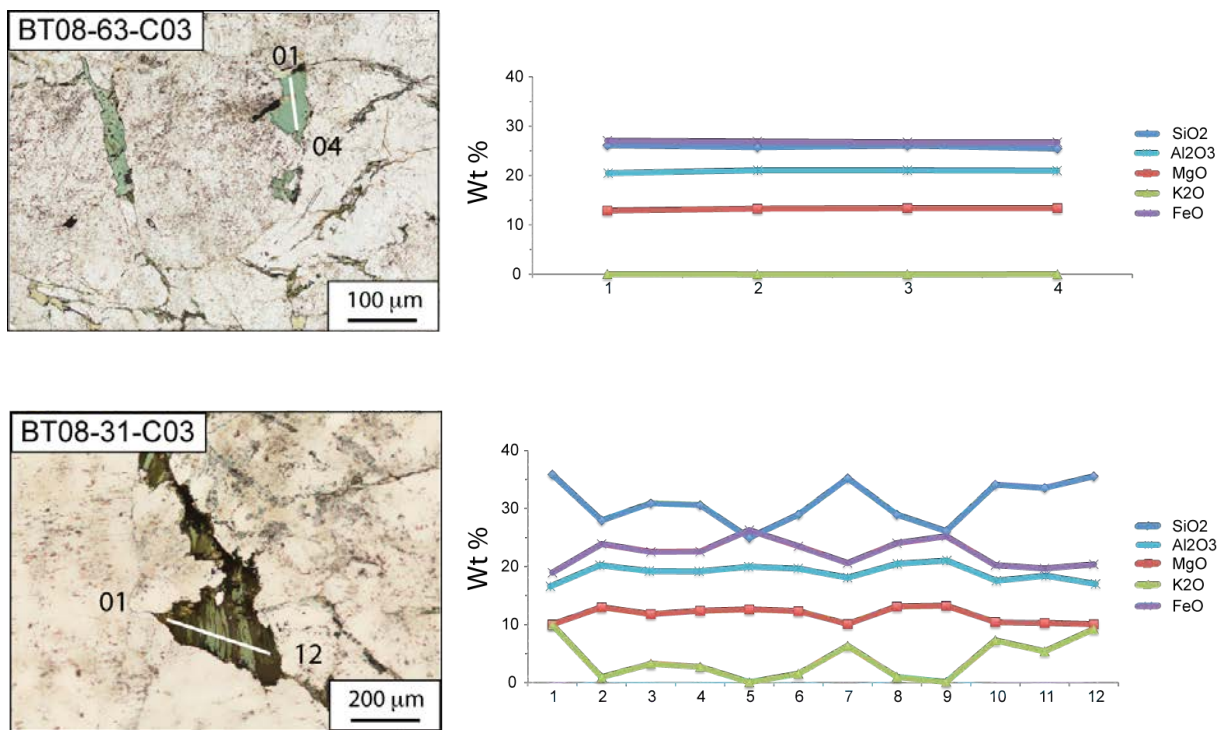 BT08-63-C03
01
04
100 µm
40
30
20
10
0
Wt %
1 2 3 4
SiO2
Al2O3
MgO
K2O
FeO
BT08-31-C03
01
12
200 µm
40
30
20
10
0
Wt %
1 2 3 4 5 6 7 8 9 10 11 12
SiO2
Al2O3
MgO
K2O
FeO